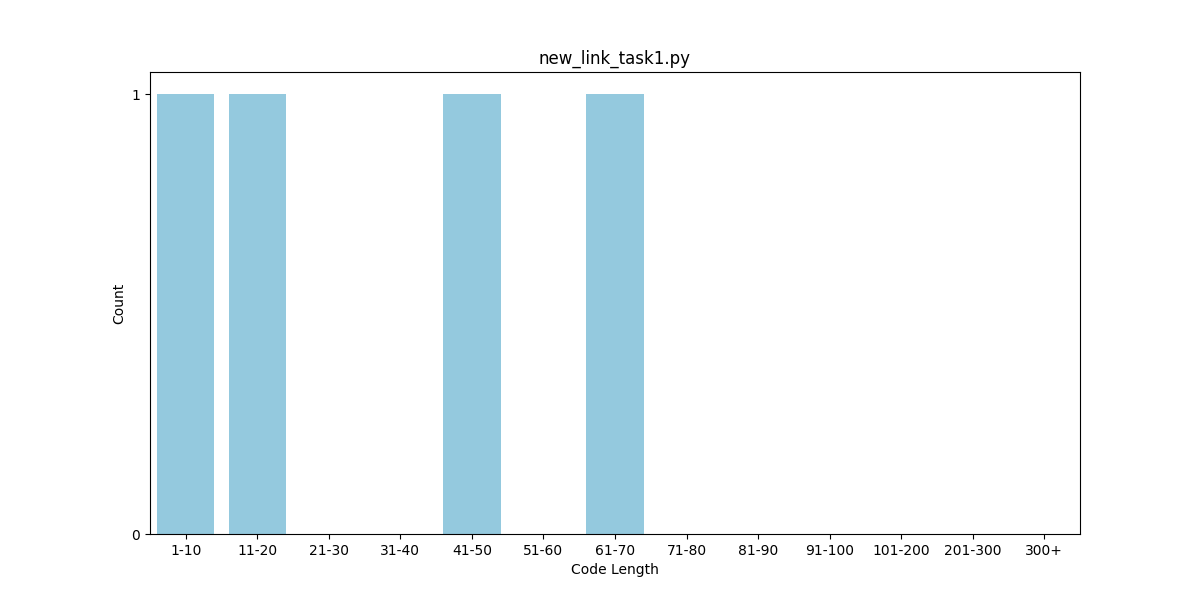 new_link_task1.py
1
Count
0
1-10 11-20 21-30 31-40 41-50 51-60 61-70 71-80 81-90 91-100 101-200 201-300 300+
Code Length